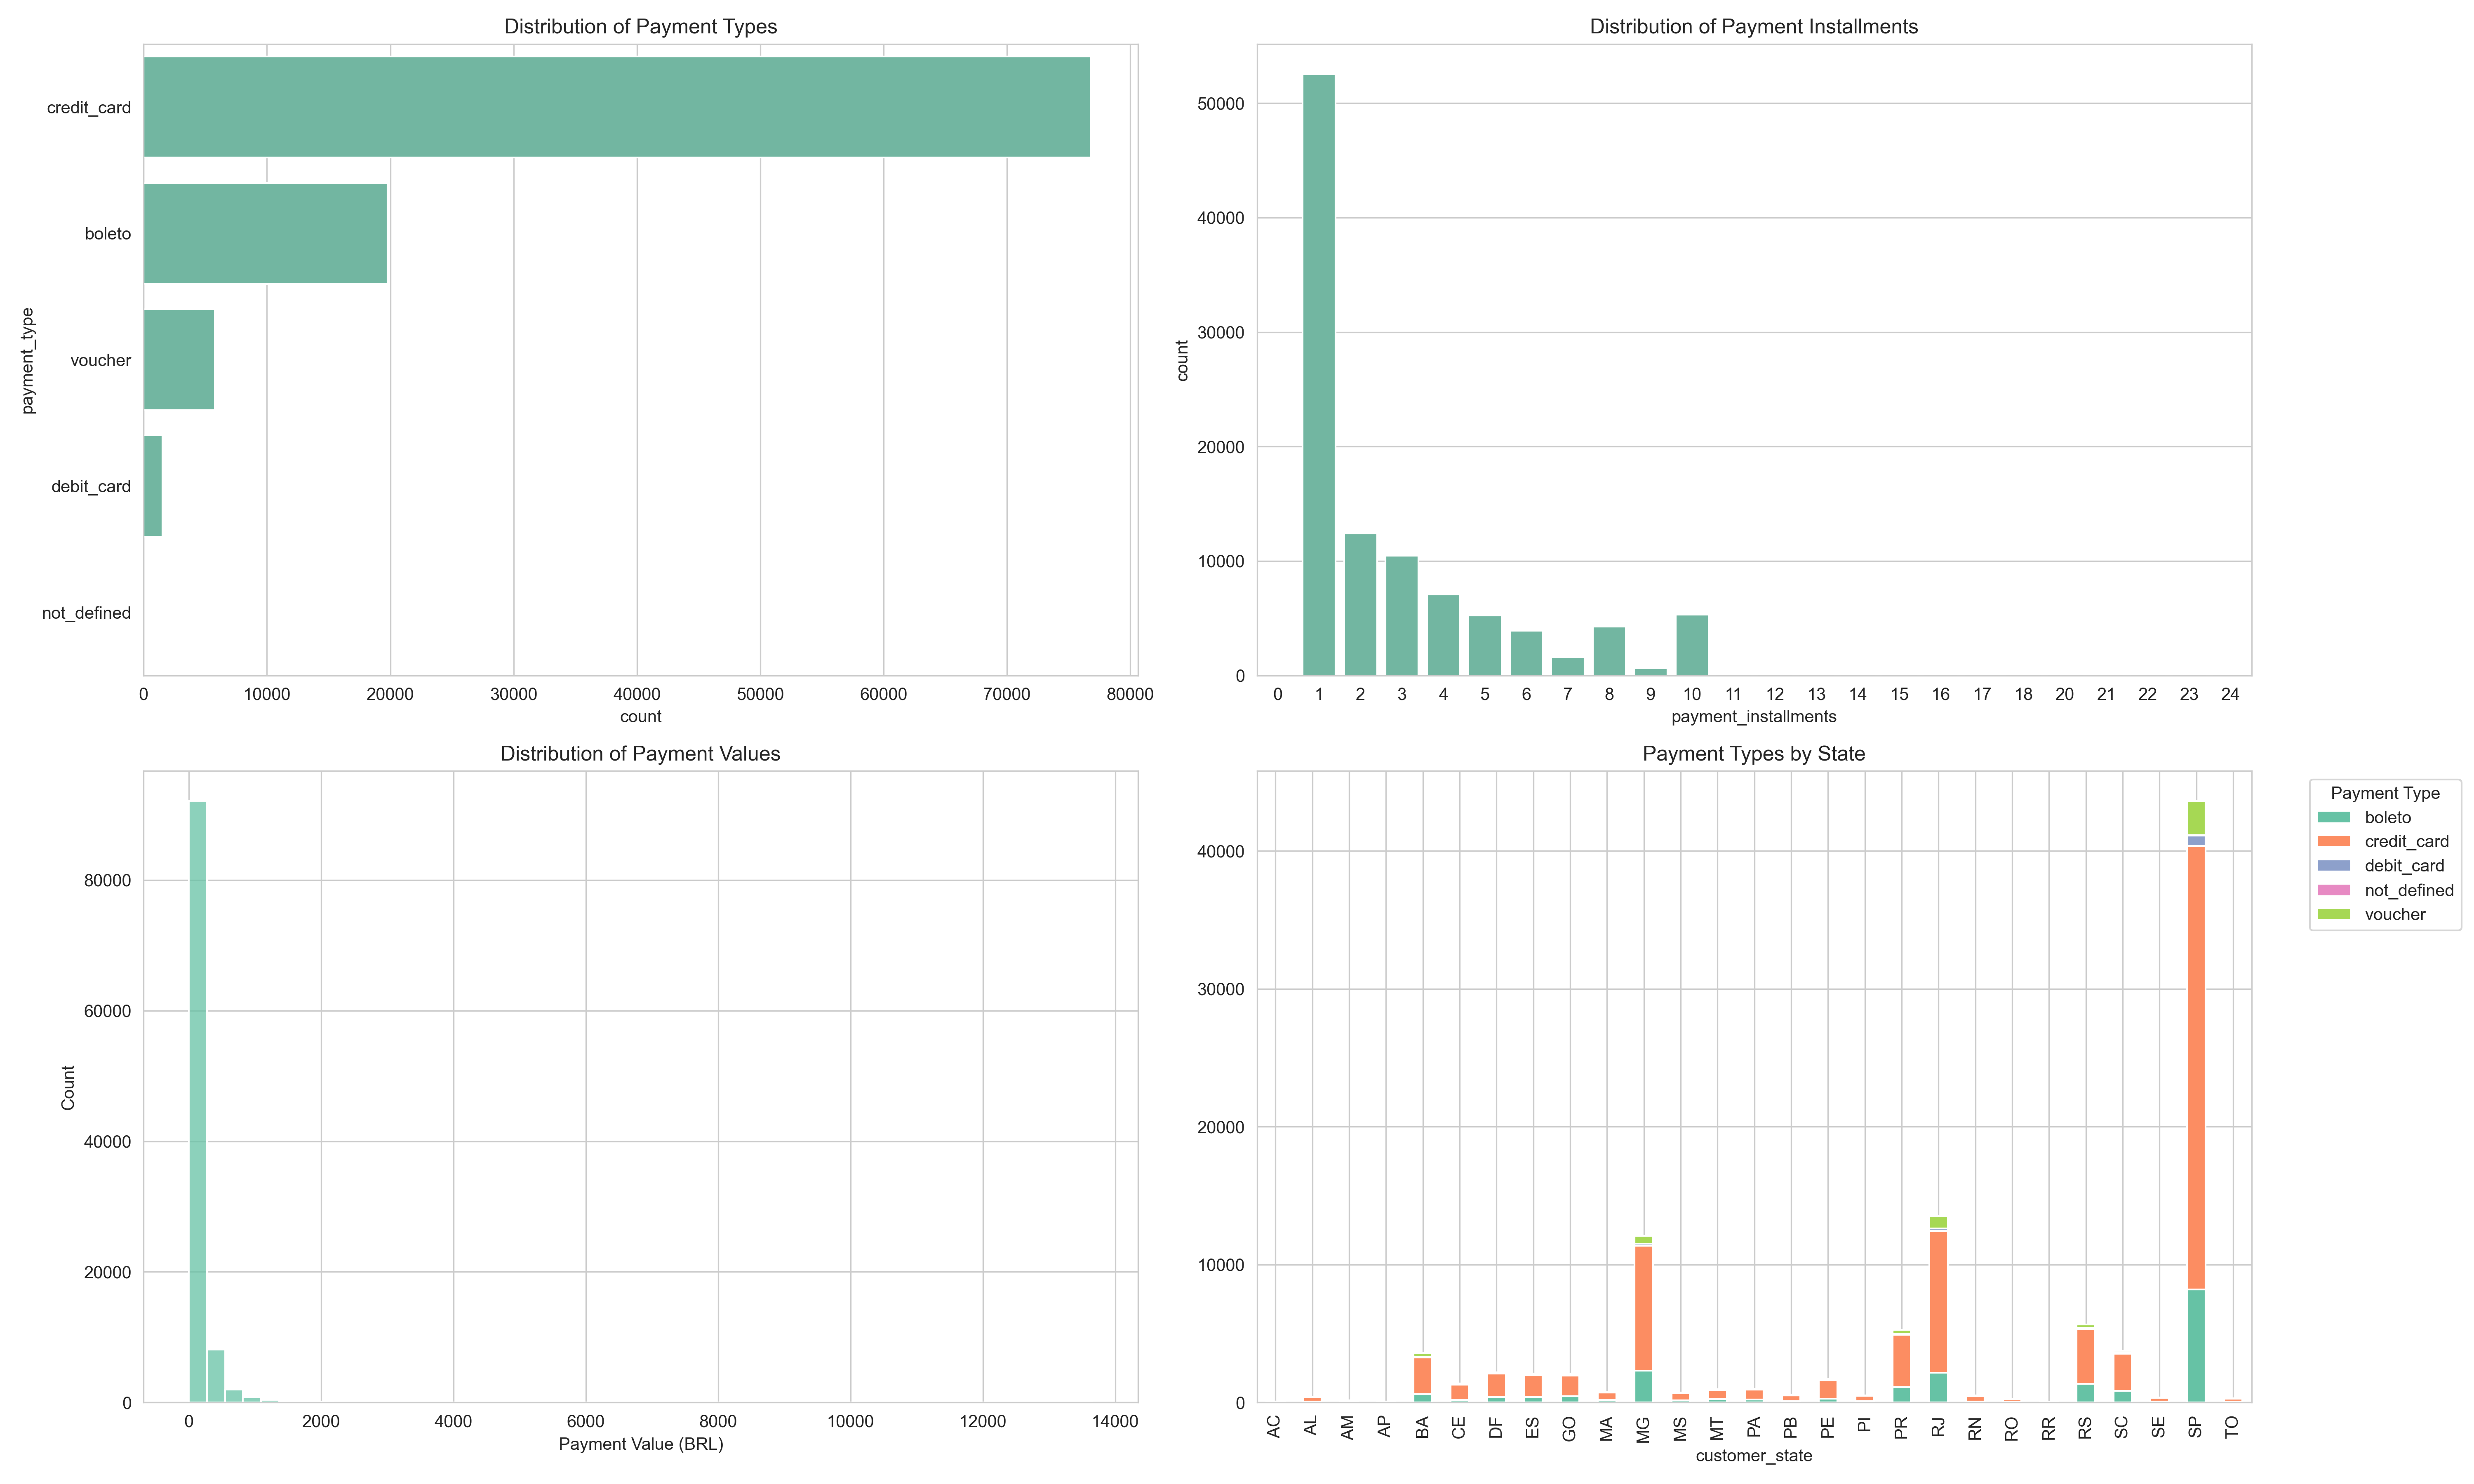 Distribution of Payment Types
payment_type
credit_card
boleto
voucher
debit_card
not_defined
0 10000 20000 30000 40000 50000 60000 70000 80000
count
Distribution of Payment Installments
count
50000
40000
30000
20000
10000
0
0 1 2 3 4 5 6 7 8 9 10 11 12 13 14 15 16 17 18 20 21 22 23 24
payment_installments
Distribution of Payment Values
Count
80000
60000
40000
20000
0
0 2000 4000 6000 8000 10000 12000 14000
Payment Value (BRL)
Payment Types by State
40000
30000
20000
10000
0
AC AL AM AP BA CE DF ES GO MA MG MS MT PA PB PE PI PR RJ RN RO RR RS SC SE SP TO
customer_state
Payment Type
boleto
credit_card
debit_card
not_defined
voucher